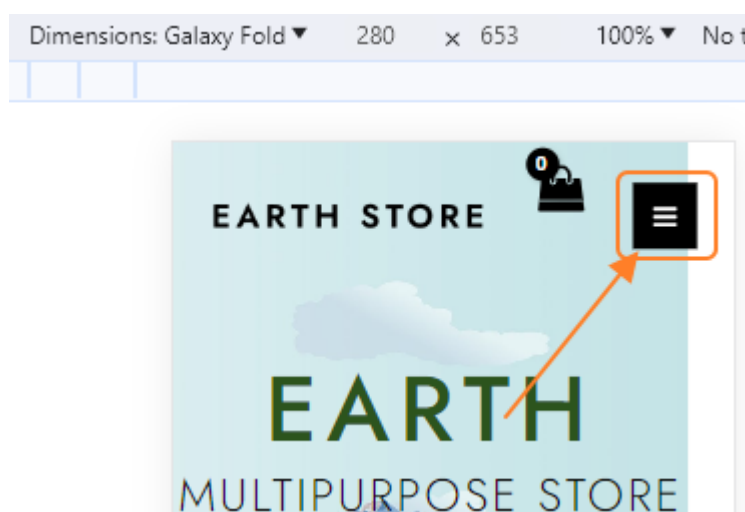 Dimensions: Galaxy Fold ▼ 280 × 653 100% ▼ No t
0
EARTH STORE
EARTH
MULTIPURPOSE STORE